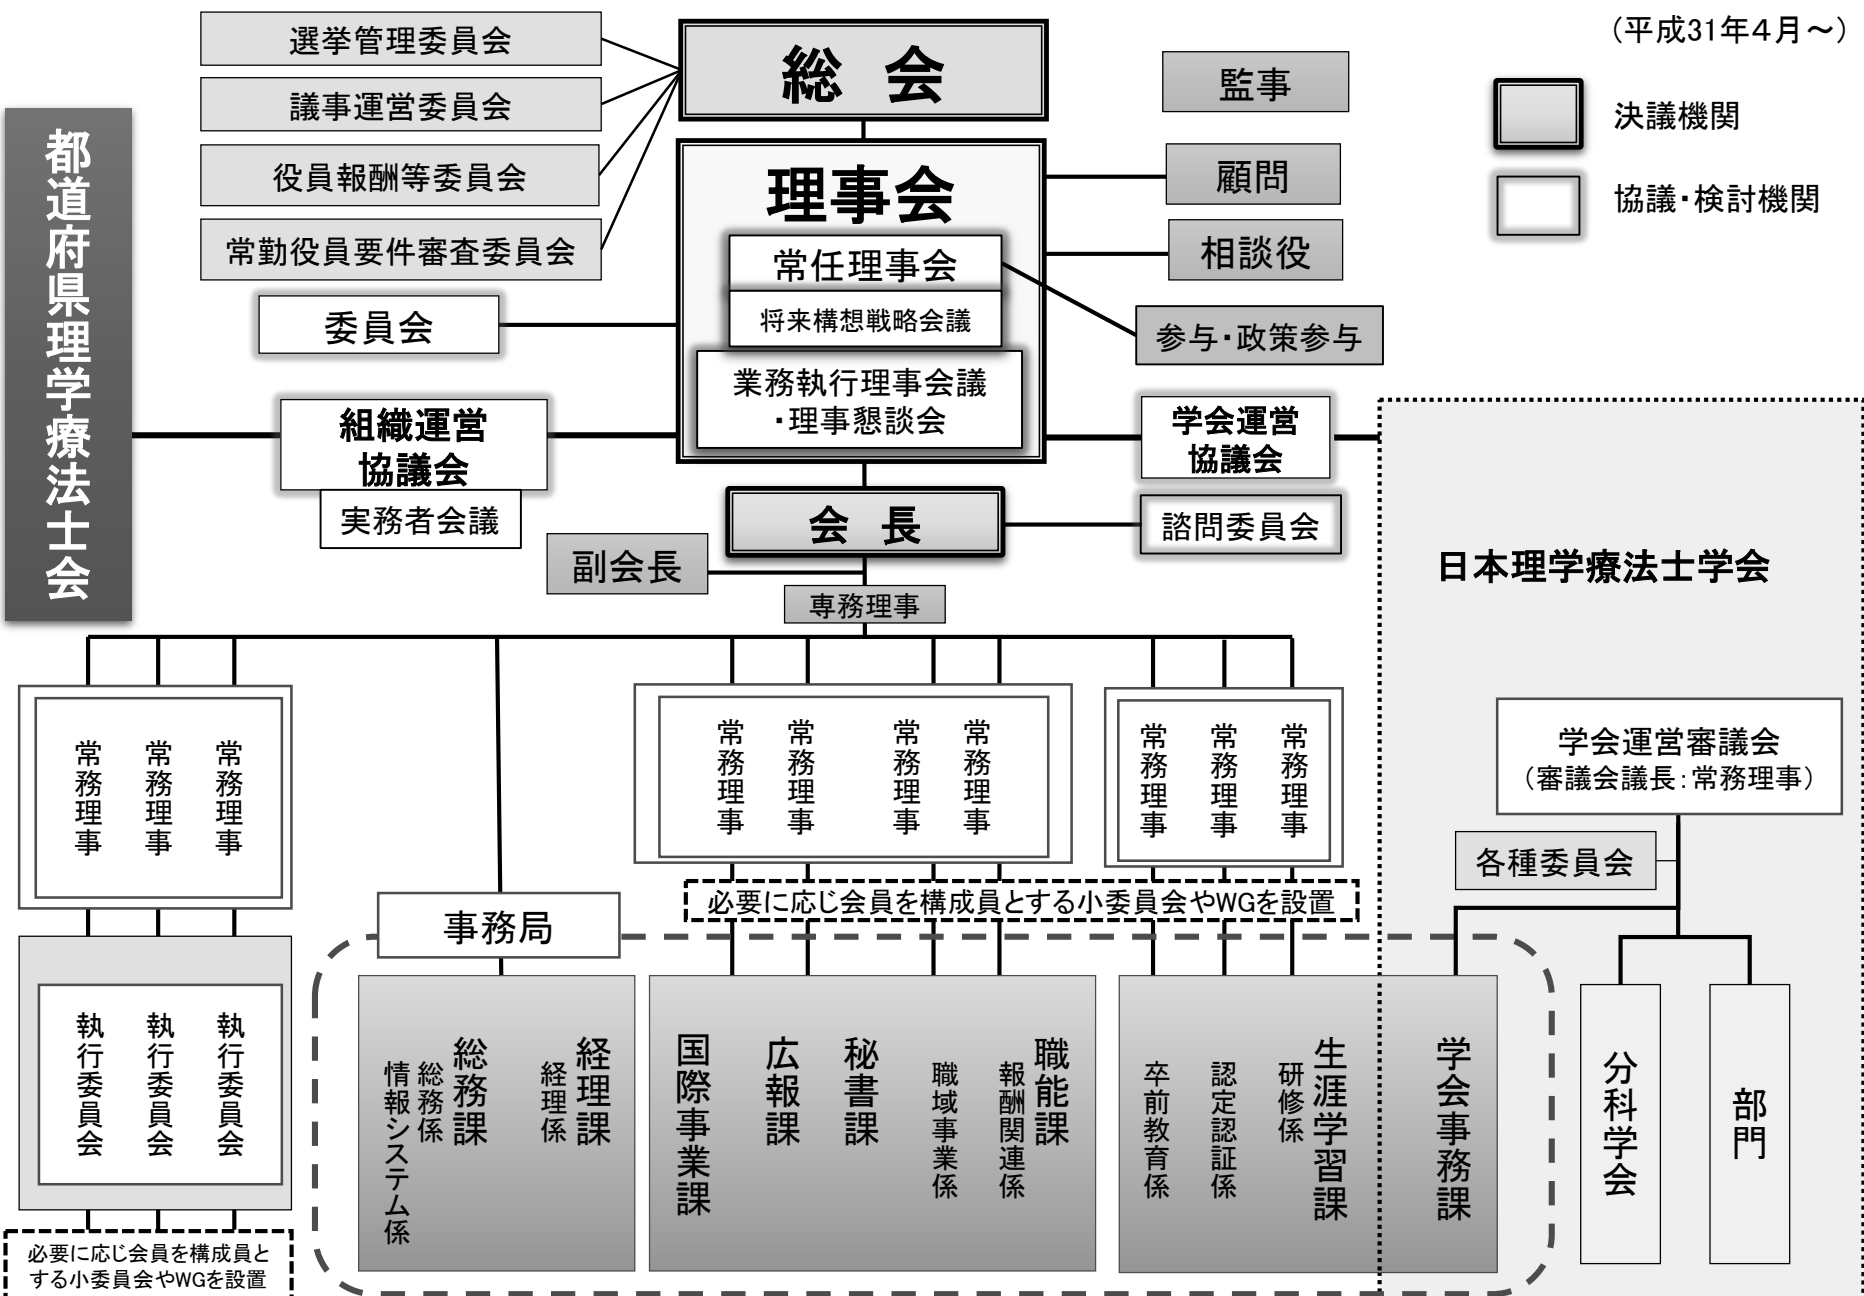 (平成31年4月～)
選挙管理委員会
議事運営委員会
役員報酬等委員会
常勤役員要件審査委員会
総 会
監事
決議機関
協議・検討機関
都道府県理学療法士会
理事会
常任理事会
将来構想戦略会議
業務執行理事会議
・理事懇談会
顧問
相談役
参与・政策参与
委員会
組織運営
協議会
実務者会議
学会運営
協議会
会 長
諮問委員会
副会長
専務理事
日本理学療法士学会
常務理事
常務理事
常務理事
常務理事
常務理事
常務理事
常務理事
常務理事
常務理事
常務理事
学会運営審議会
（審議会議長：常務理事）
各種委員会
必要に応じ会員を構成員とする小委員会やWGを設置
事務局
執行委員会
執行委員会
執行委員会
必要に応じ会員を構成員と
する小委員会やWGを設置
情報システム係
総務係
総務課
経理係
経理課
国際事業課
広報課
秘書課
職域事業係
報酬関連係
職能課
卒前教育係
認定認証係
研修係
生涯学習課
学会事務課
分科学会
部門